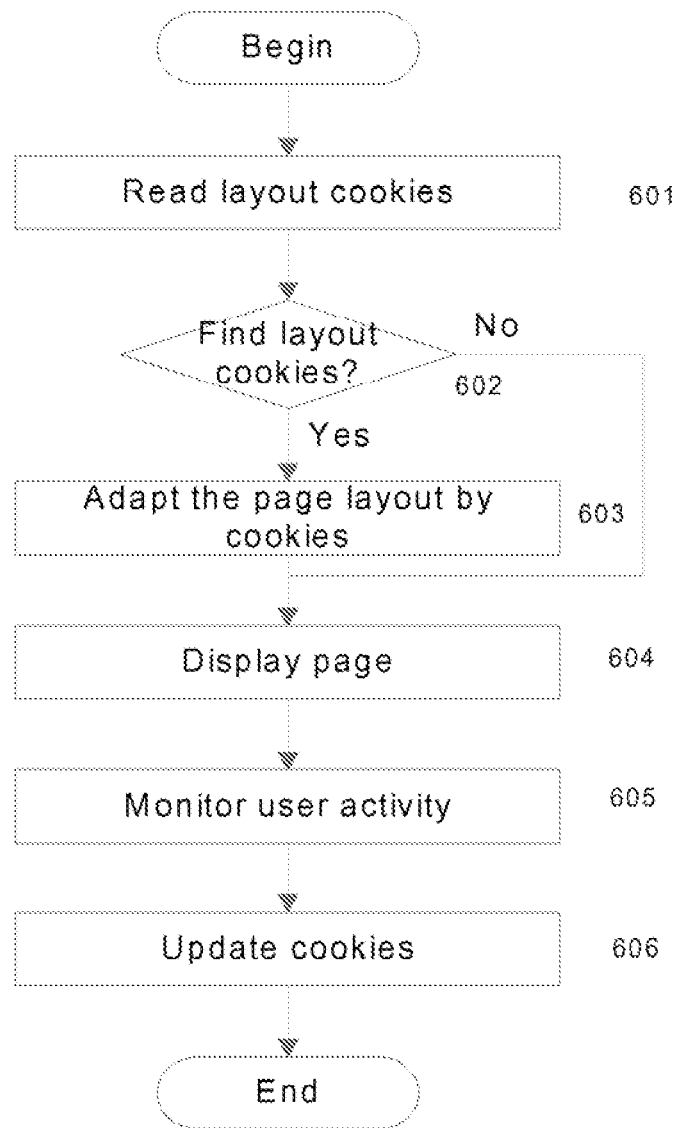 Begin
Read layout cookies
601
Find layout
cookies?
No
602
Yes
Adapt the page layout by
cookies
603
Display page
604
Monitor user activity
605
Update cookies
606
End